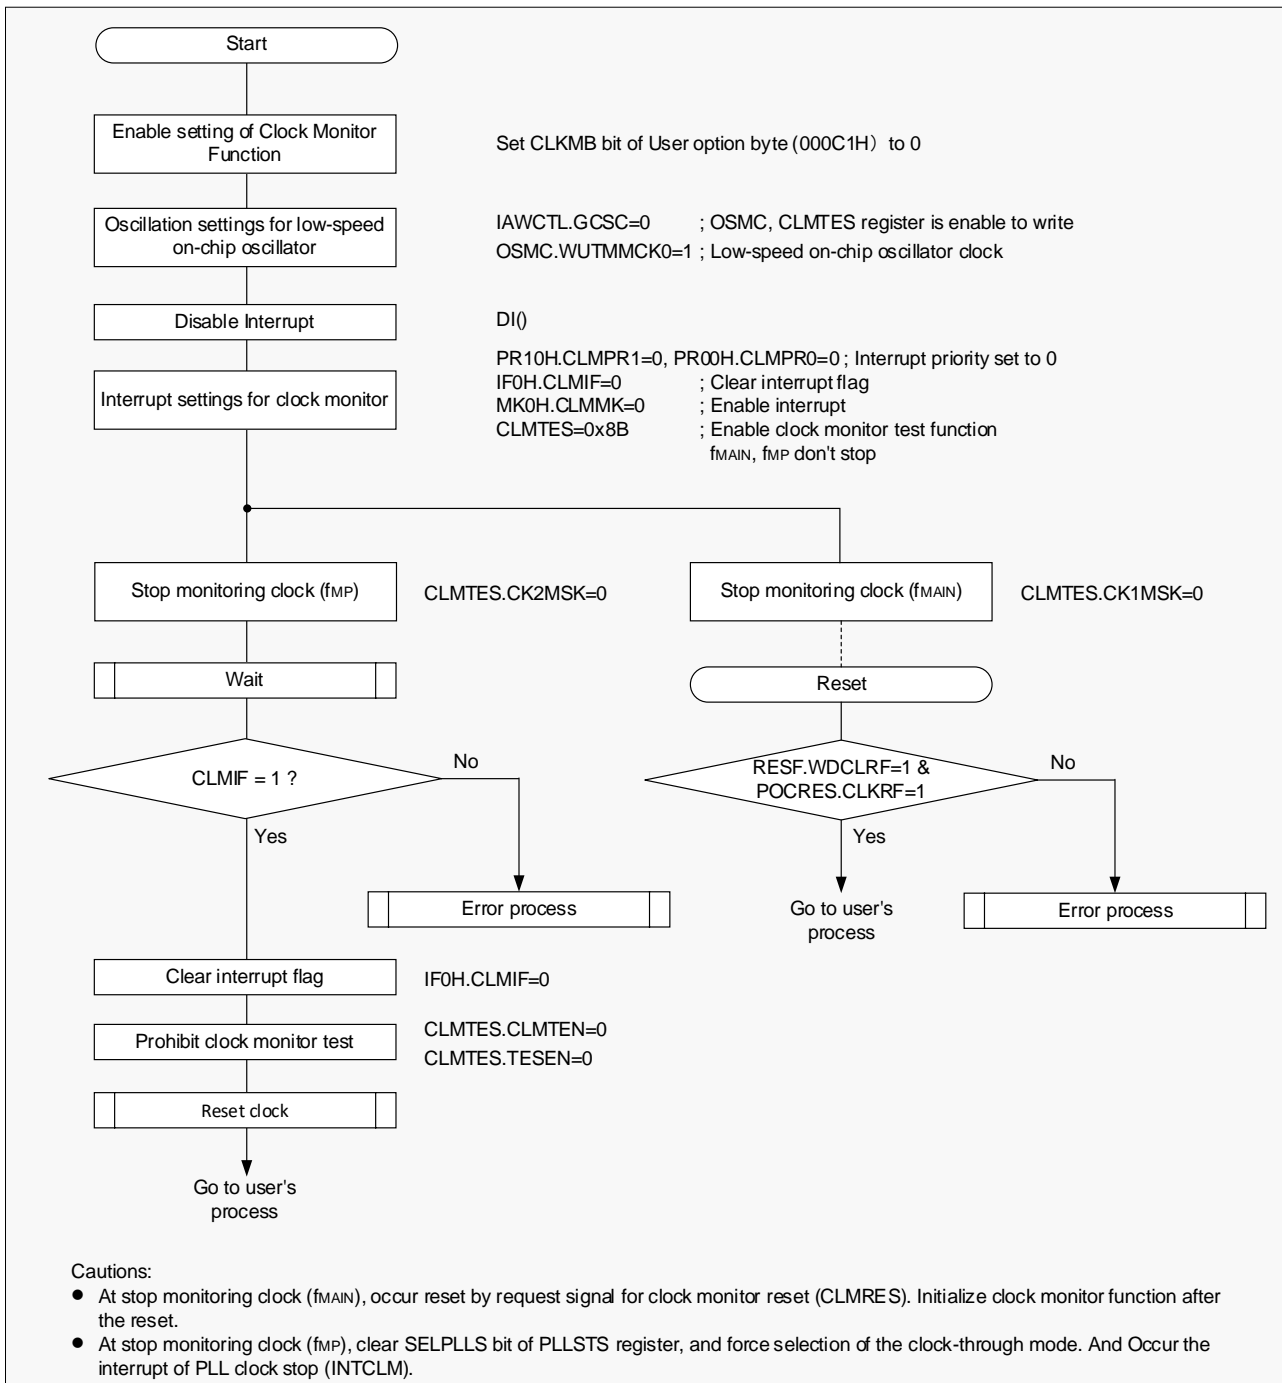 Start
Enable setting of Clock Monitor
Function
Set CLKMB bit of User option byte (000C1H） to 0
Oscillation settings for low-speed
on-chip oscillator
IAWCTL.GCSC=0 ; OSMC, CLMTES register is enable to write
OSMC.WUTMMCK0=1 ; Low-speed on-chip oscillator clock
Disable Interrupt
DI()
Interrupt settings for clock monitor
PR10H.CLMPR1=0, PR00H.CLMPR0=0 ; Interrupt priority set to 0
IF0H.CLMIF=0 ; Clear interrupt flag
MK0H.CLMMK=0 ; Enable interrupt
CLMTES=0x8B ; Enable clock monitor test function
fMAIN, fMP don't stop
Stop monitoring clock (fMP)
CLMTES.CK2MSK=0
Stop monitoring clock (fMAIN)
CLMTES.CK1MSK=0
Wait
Reset
CLMIF = 1 ?
No
Yes
RESF.WDCLRF=1 &
POCRES.CLKRF=1
No
Yes
Error process
Go to user's
process
Error process
Clear interrupt flag
IF0H.CLMIF=0
Prohibit clock monitor test
CLMTES.CLMTEN=0
CLMTES.TESEN=0
Reset clock
Go to user's
process
Cautions:
● At stop monitoring clock (fMAIN), occur reset by request signal for clock monitor reset (CLMRES). Initialize clock monitor function after
the reset.
● At stop monitoring clock (fMP), clear SELPLLS bit of PLLSTS register, and force selection of the clock-through mode. And Occur the
interrupt of PLL clock stop (INTCLM).